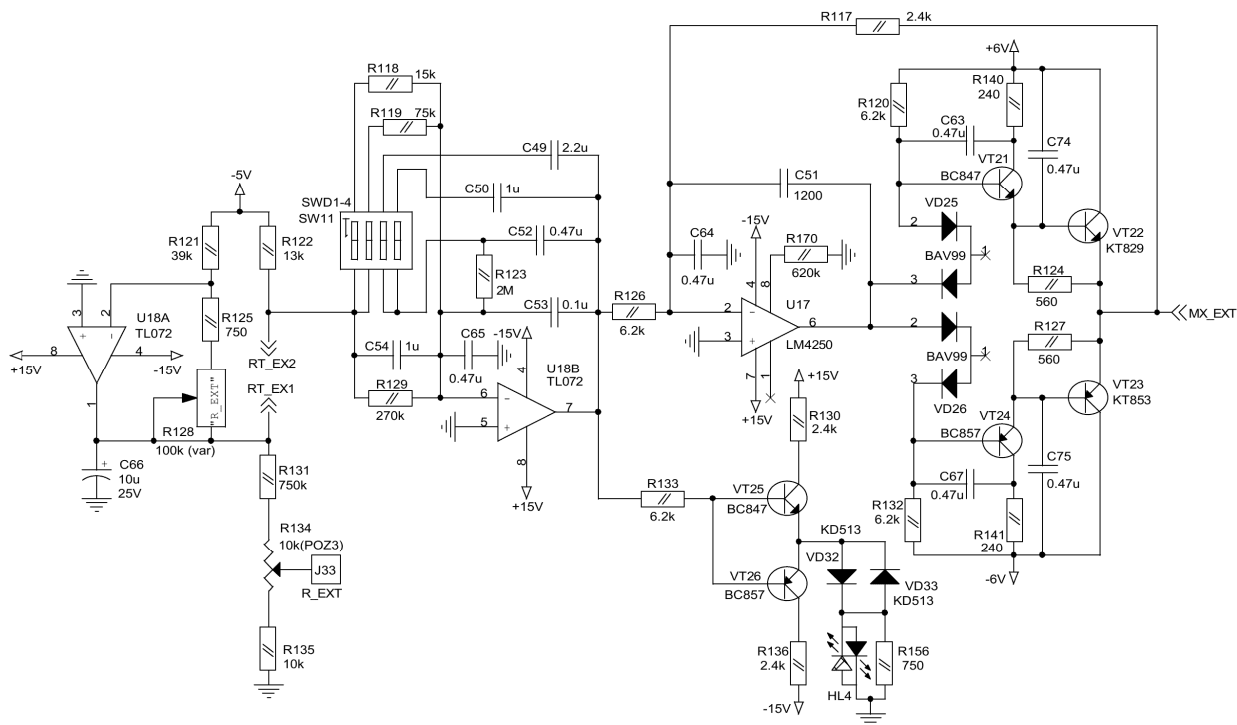 R117
2.4k
+6V
R118
15k
R140
240
R120
6.2k
R119
75k
C63
0.47u
C74
0.47u
C49
2.2u
VT21
BC847
-5V
C51
1200
C50
1u
SWD1-4
SW11
VD25
2
-15V
R121
39k
R122
13k
C52
0.47u
C64
0.47u
R170
620k
VT22
KT829
1
BAV99
R123
2M
R124
560
3
4
8
U17
3
2
U18A
TL072
R125
750
C53
0.1u
R126
6.2k
2
6
2
MX_EXT
R127
560
3
LM4250
8
4
+15V
-15V
RT_EX2
C54
1u
C65
0.47u
-15V
4
U18B
TL072
BAV99
1
7
1
+15V
3
VD26
VT23
KT853
"R_EXT"
RT_EX1
R129
270k
6
7
5
+15V
R130
2.4k
VT24
BC857
1
R128
100k (var)
C66
10u
25V
R131
750k
8
+15V
R133
6.2k
VT25
BC847
C67
0.47u
C75
0.47u
R132
6.2k
R134
10k(POZ3)
J33
R_EXT
KD513
VD32
R141
240
VT26
BC857
VD33
KD513
-6V
R135
10k
R136
2.4k
R156
750
HL4
-15V